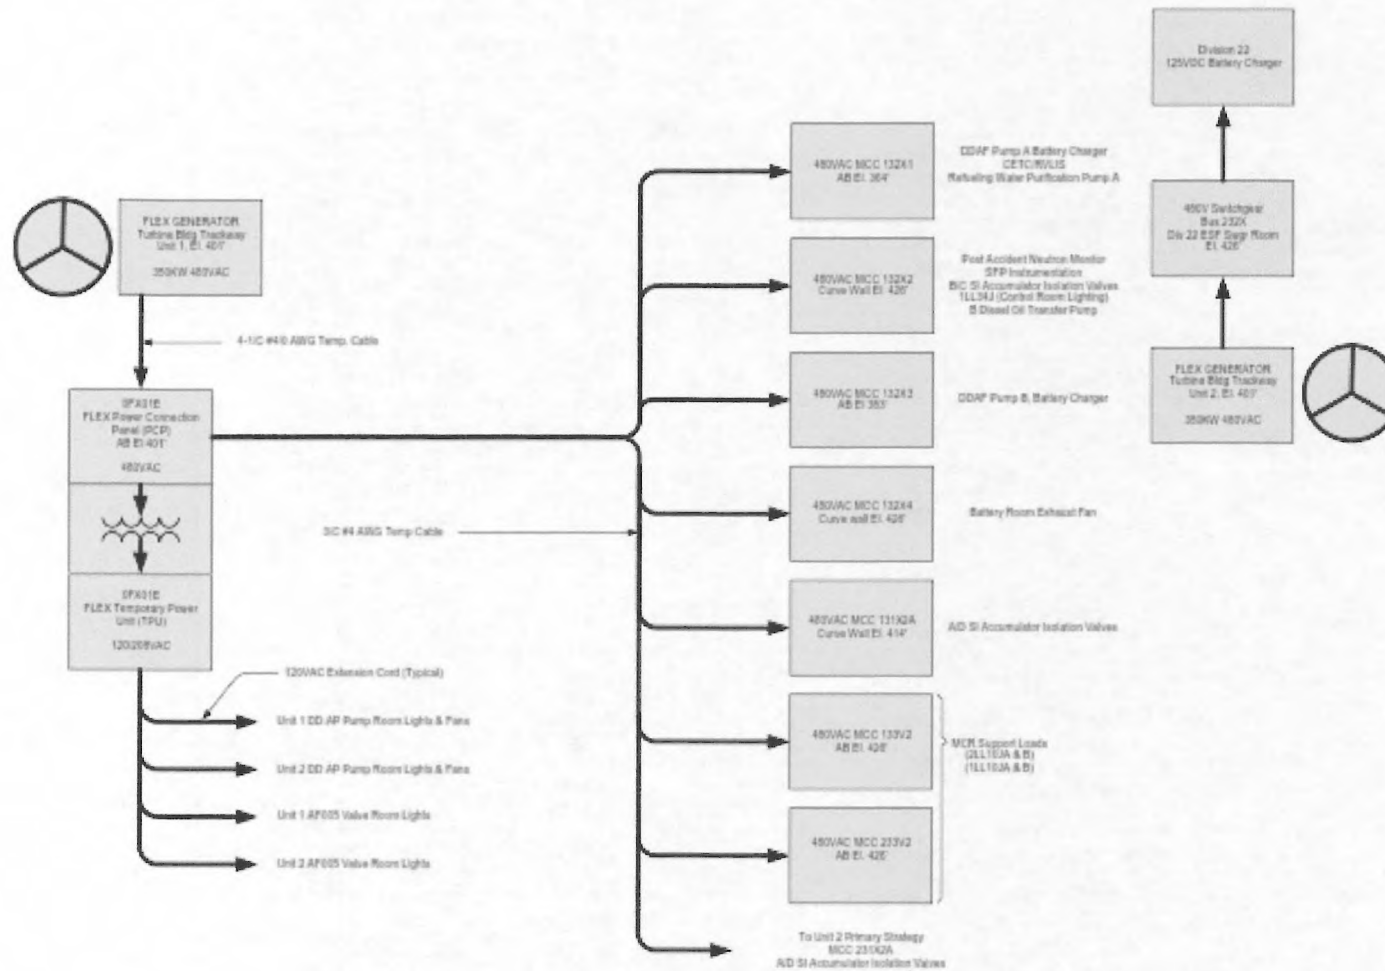 FLEX GENERATOR
Turbine Bldg Trackway
Unit 1, El. 401'
350KW 480VAC
4-1/C #4/0 AWG Temp. Cable
0FX01E
FLEX Power Connection
Panel (PCP)
AB El 401'
480VAC
0FX01E
FLEX Temporary Power
Unit (TPU)
120/208VAC
120VAC Extension Cord (Typical)
Unit 1 DD AP Pump Room Lights & Fans
Unit 2 DD AP Pump Room Lights & Fans
Unit 1 AF005 Valve Room Lights
Unit 2 AF005 Valve Room Lights
3/C #4 AWG Temp Cable
480VAC MCC 132X1
AB El. 364'
DDAF Pump A Battery Charger
CETC/RVLIS
Refueling Water Purification Pump A
480VAC MCC 132X2
Curve Wall El. 426'
Post Accident Neutron Monitor
SFP Instrumentation
B/C SI Accumulator Isolation Valves
1LL34J (Control Room Lighting)
B Diesel Oil Transfer Pump
480VAC MCC 132X3
AB El 383'
DDAF Pump B, Battery Charger
480VAC MCC 132X4
Curve wall El. 426'
Battery Room Exhaust Fan
480VAC MCC 131X2A
Curve Wall El. 414'
A/D SI Accumulator Isolation Valves
480VAC MCC 133V2
AB El. 426'
MCR Support Loads
(2LL10JA & B)
(1LL10JA & B)
480VAC MCC 233V2
AB El. 426'
To Unit 2 Primary Strategy
MCC 231X2A
A/D SI Accumulator Isolation Valves
Division 22
125VDC Battery Charger
480V Switchgear
Bus 232X
Div 22 ESF Swgr Room
El. 426'
FLEX GENERATOR
Turbine Bldg Trackway
Unit 2, El. 401'
350KW 480VAC